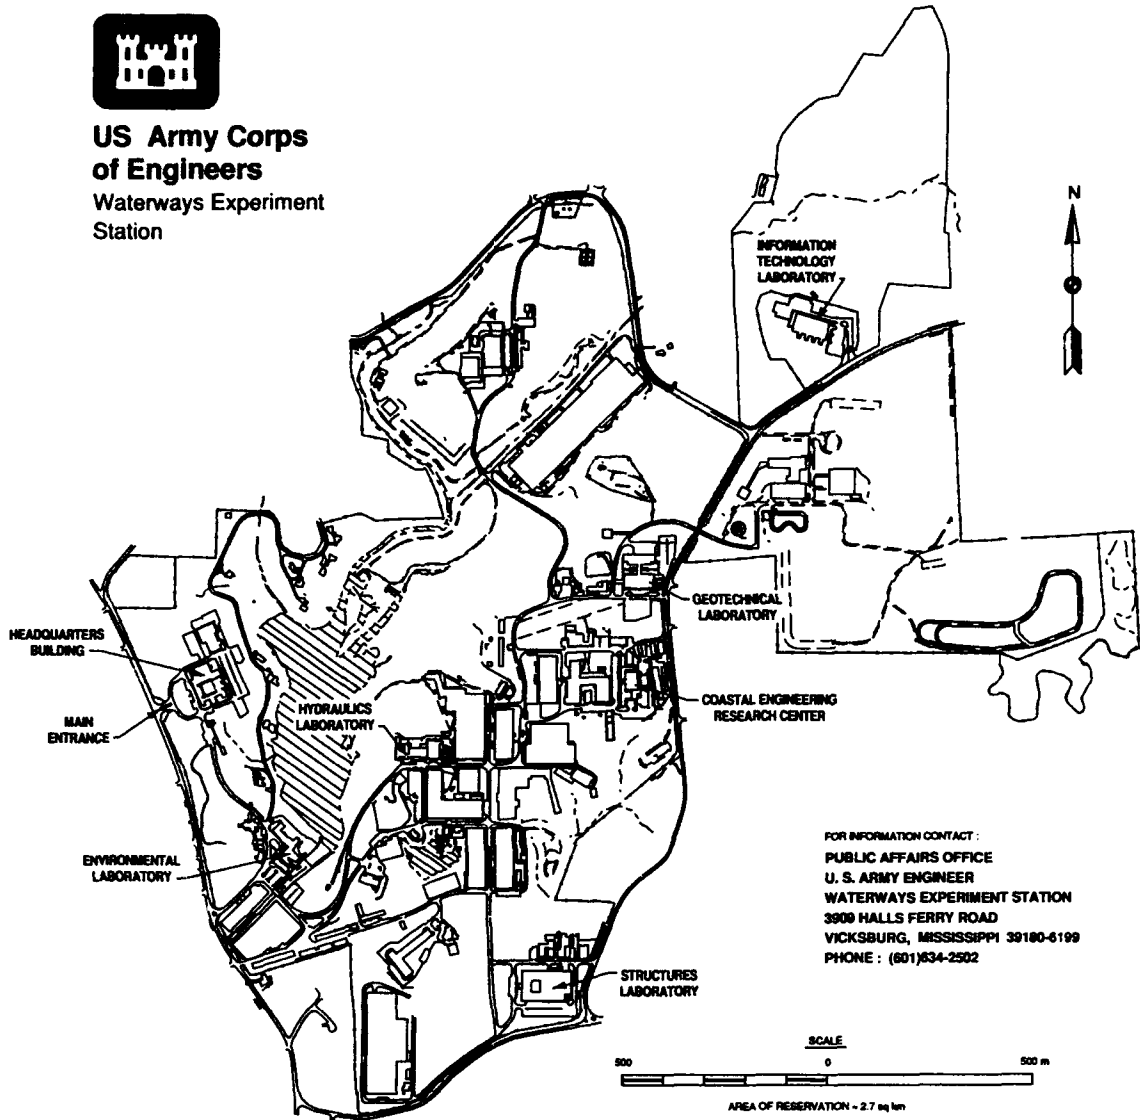 US Army Corps
of Engineers
Waterways Experiment
Station
N
INFORMATION
TECHNOLOGY
LABORATORY
GEOTECHNICAL
LABORATORY
HEADQUARTERS
BUILDING
MAIN
ENTRANCE
HYDRAULICS
LABORATORY
COASTAL ENGINEERING
RESEARCH CENTER
ENVIRONMENTAL
LABORATORY
STRUCTURES
LABORATORY
FOR INFORMATION CONTACT :
PUBLIC AFFAIRS OFFICE
U. S. ARMY ENGINEER
WATERWAYS EXPERIMENT STATION
3909 HALLS FERRY ROAD
VICKSBURG, MISSISSIPPI 39180-6199
PHONE : (601)634-2502
SCALE
500 0 500 m
AREA OF RESERVATION ~ 2.7 sq km